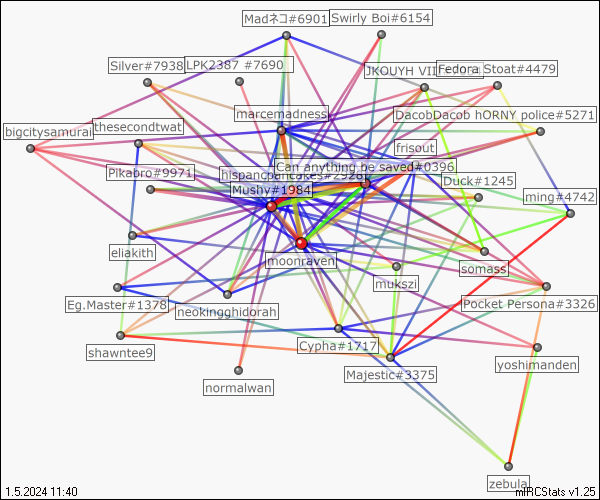 Madネコ#6901
Swirly Boi#6154
Silver#7938
LPK2387 #7690
JKOUYH VII
Fedora Stoat#4479
marcemadness
DacobDacob hORNY police#5271
bigcitysamurai
thesecondtwat
frisout
Can anything be saved#0396
Pikabro#9971
Mushy#1984
Duck#1245
ming#4742
moonraven
eliakith
somass
mukszi
Eg.Master#1378
neokingghidorah
Pocket Persona#3326
Cypha#1717
shawntee9
Majestic#3375
yoshimanden
normalwan
zebula
1.5.2024 11:40
mIRCStats v1.25